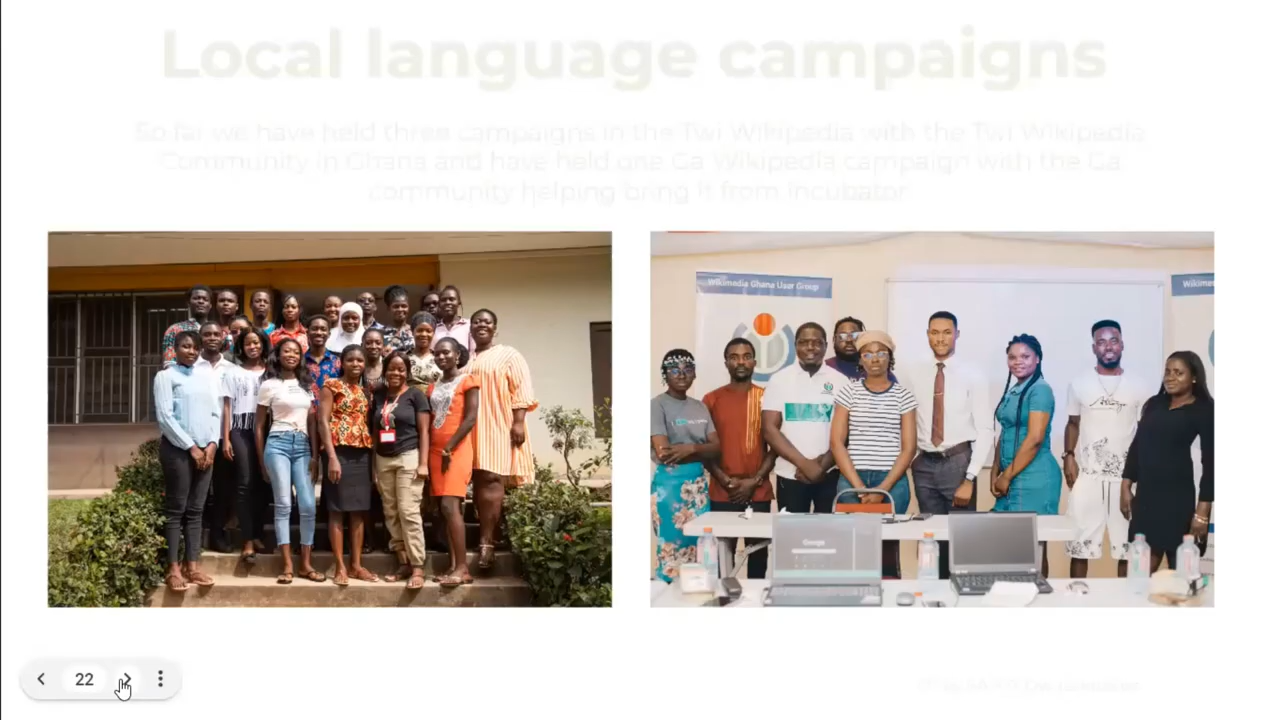 Local language campaigns
So far we have held three campaigns in the Twi Wikipedia with the Twi Wikipedia
Community in Ghana and have held one Ga Wikipedia campaign with the Ga
community helping bring it from Incubator
Wikimedia Ghana User Group
Google
22